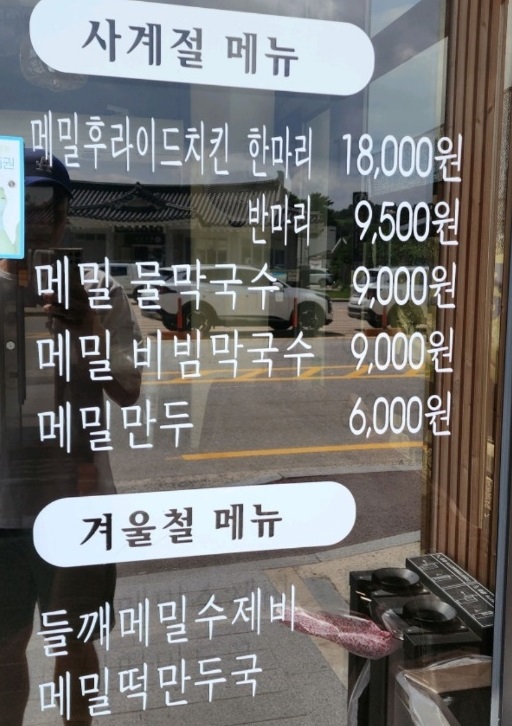 사계절 메뉴
메밀후라이드치킨 한마리 18,000원
반마리 9,500원
메밀 물막국수 9,000원
메밀 비빔막국수 9,000원
메밀만두 6,000원
겨울철 메뉴
들깨메밀수제비
메밀떡만두국